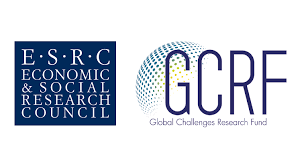 E·S·R·C
ECONOMIC
& SOCIAL
RESEARCH
COUNCIL
GCRF
Global Challenges Research Fund